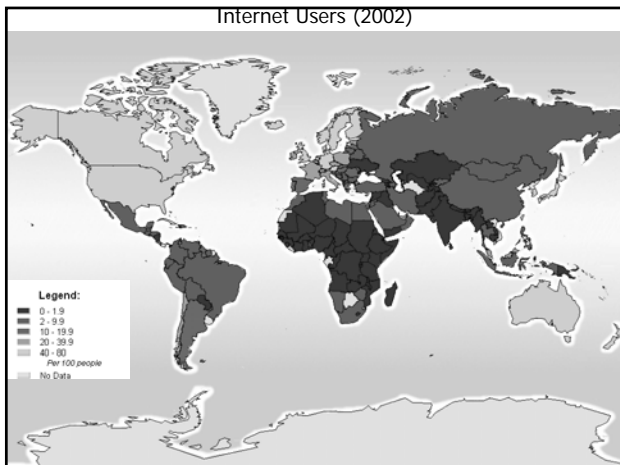 Internet Users (2002)
Legend:
0 - 1.9
2 - 9.9
10 - 19.9
20 - 39.9
40 - 80
Per 100 people
No Data